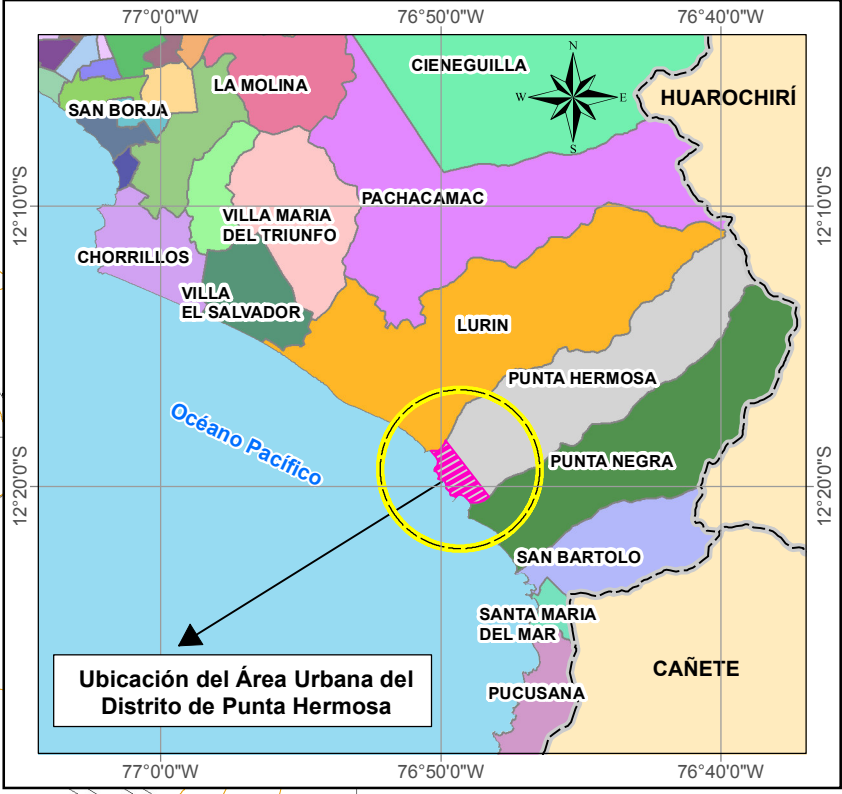 77°0'0"W 76°50'0"W 76°40'0"W
CIENEGUILLA
N
W E
S
LA MOLINA
HUAROCHIRÍ
SAN BORJA
12°10'0"S
12°10'0"S
PACHACAMAC
VILLA MARIA
DEL TRIUNFO
CHORRILLOS
VILLA
EL SALVADOR
LURIN
PUNTA HERMOSA
Océano Pacífico
PUNTA NEGRA
12°20'0"S
12°20'0"S
SAN BARTOLO
SANTA MARIA
DEL MAR
CAÑETE
PUCUSANA
Ubicación del Área Urbana del
Distrito de Punta Hermosa
77°0'0"W 76°50'0"W 76°40'0"W